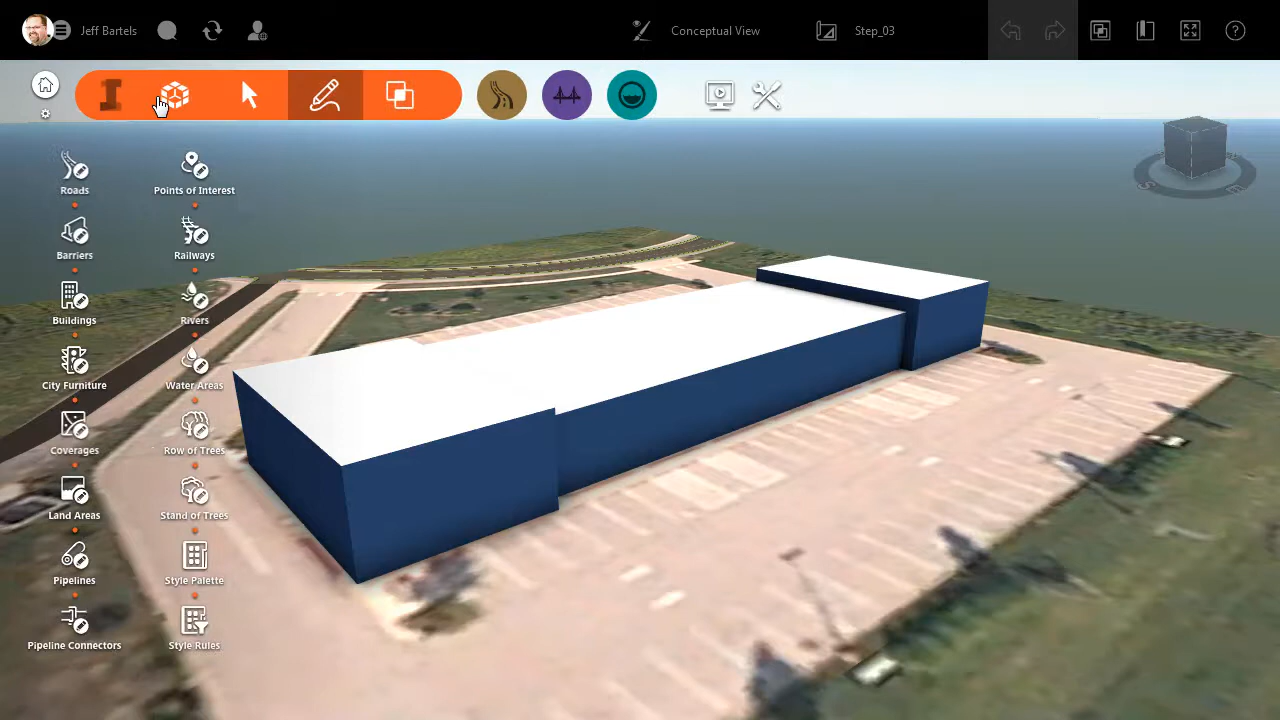 Jeff Bartels
Conceptual View
Step_03
Roads
Points of Interest
Barriers
Railways
Buildings
Rivers
City Furniture
Water Areas
Coverages
Row of Trees
Land Areas
Stand of Trees
Pipelines
Style Palette
Pipeline Connectors
Style Rules
S
E